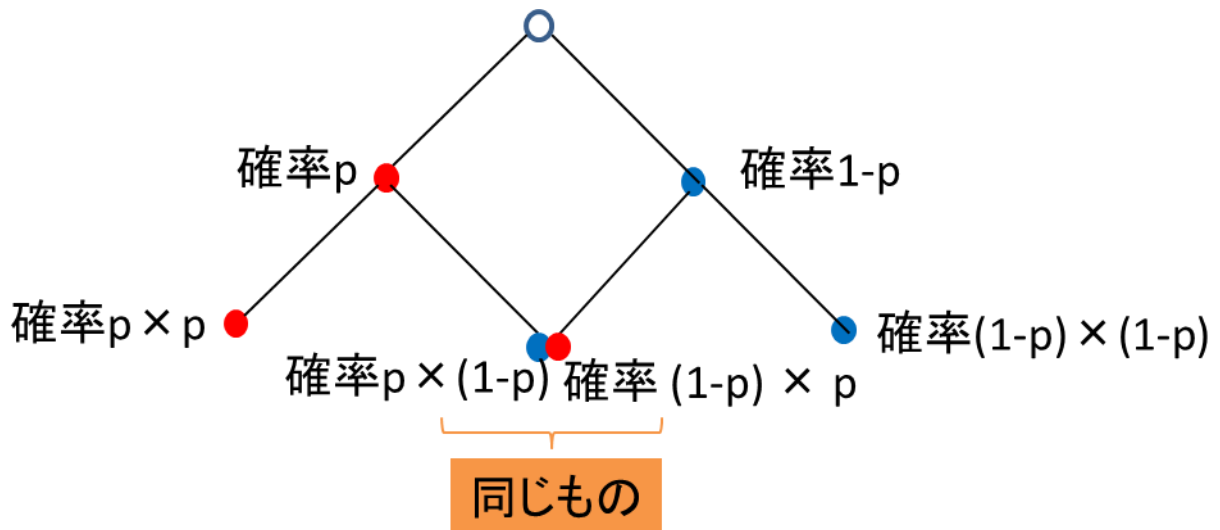 確率p
確率1-p
確率p×p
確率(1-p)×(1-p)
確率p×(1-p)
確率 (1-p) × p
同じもの